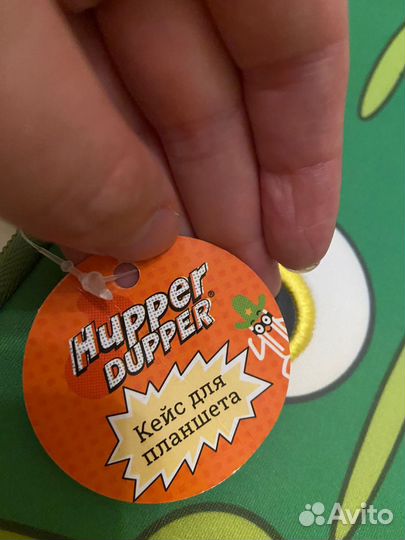 Hupper
DUPPER®
Кейс для
планшета
Avito